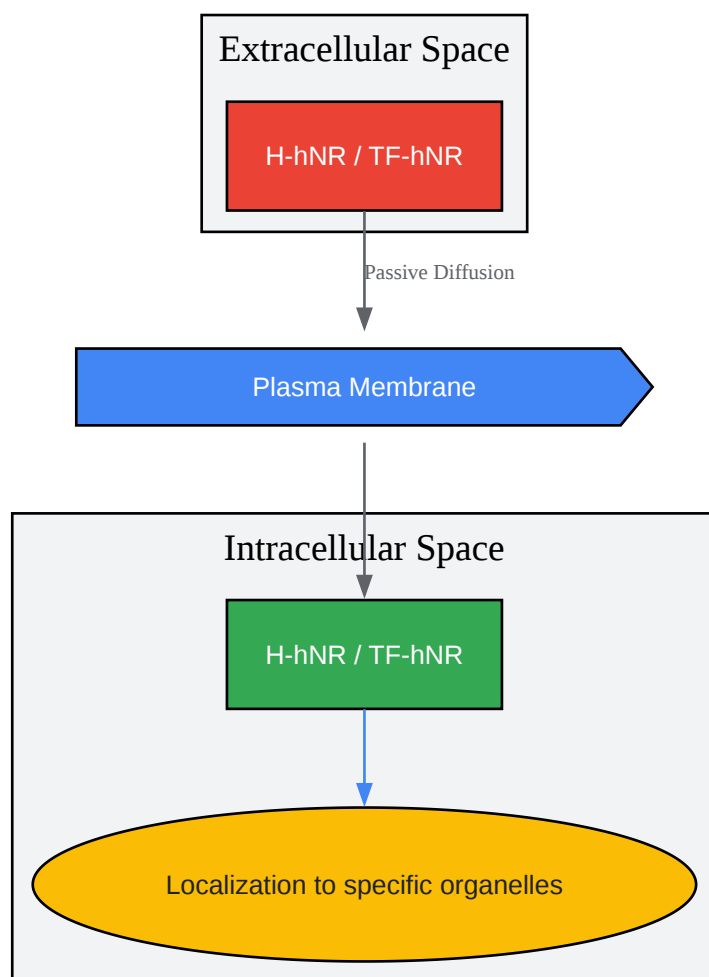 Extracellular Space
H-hNR / TF-hNR
Passive Diffusion
Plasma Membrane
Intracellular Space
H-hNR / TF-hNR
Localization to specific organelles